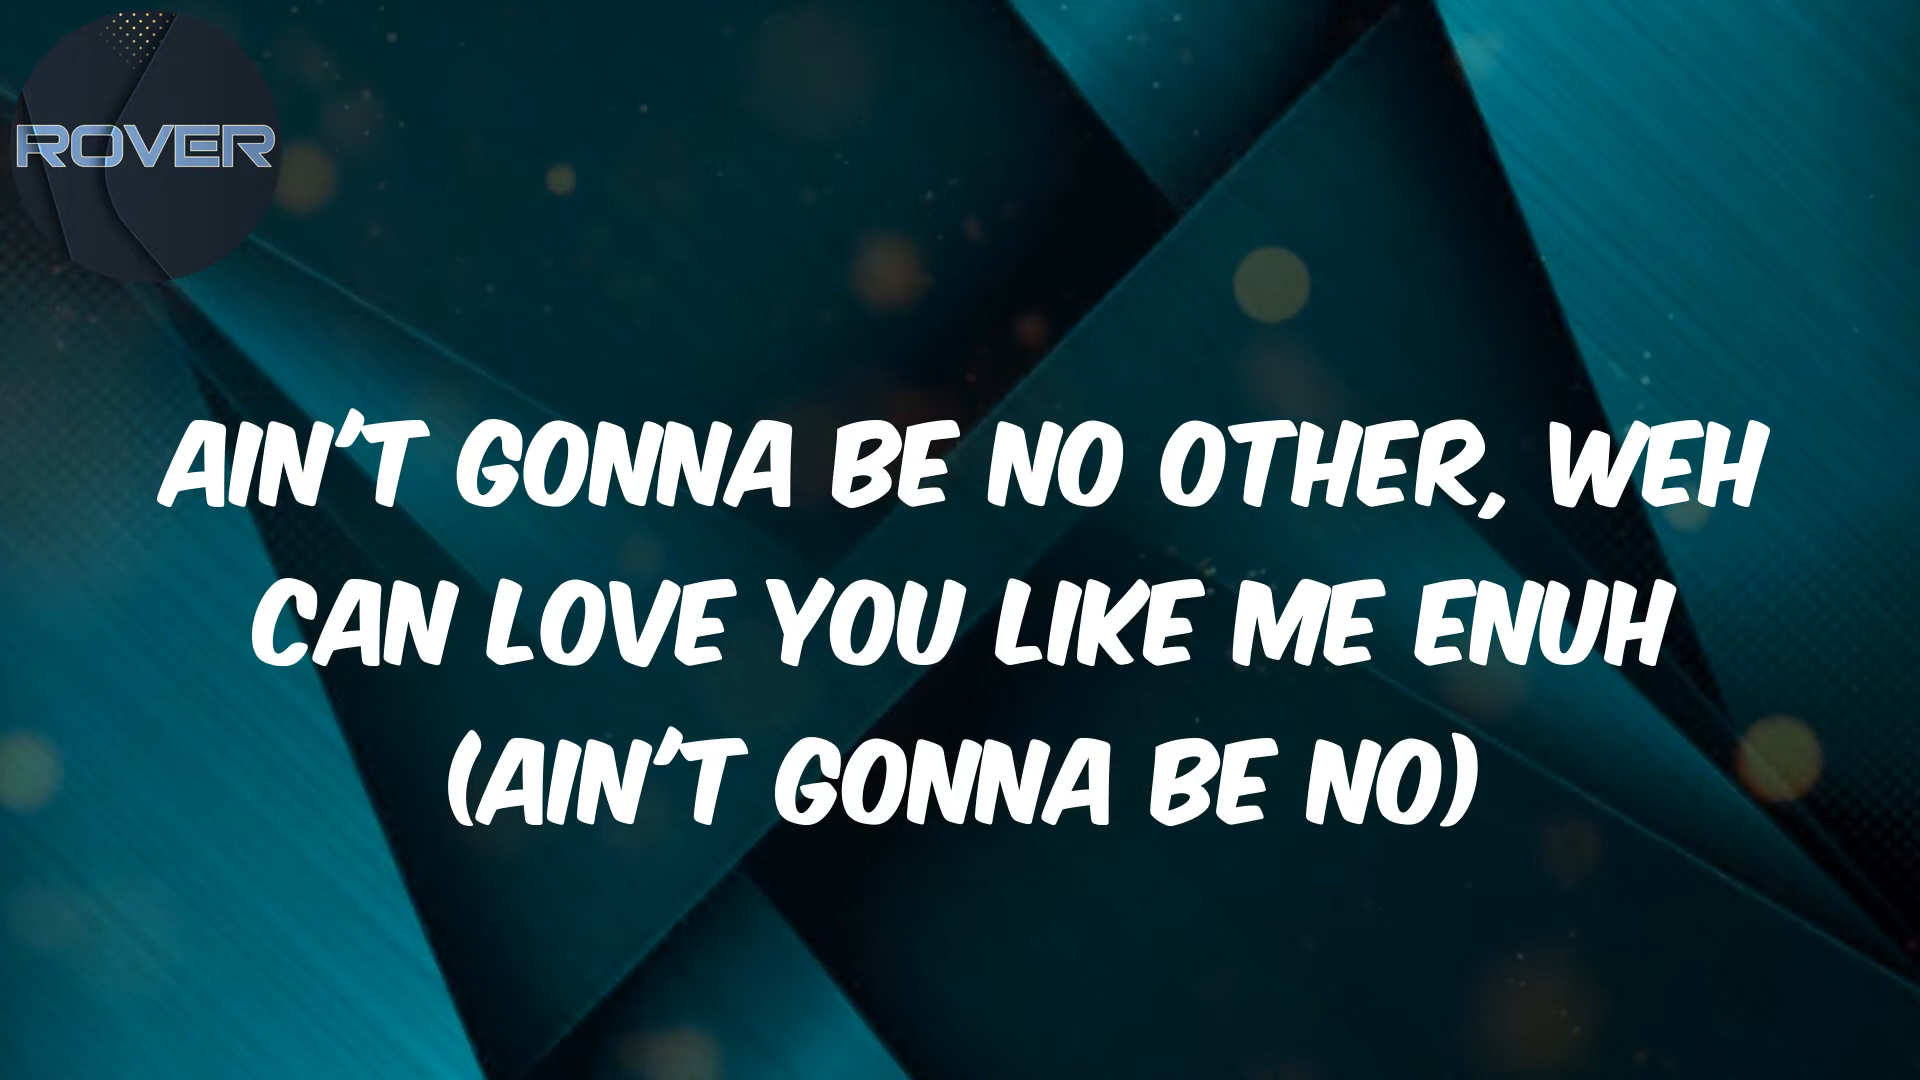 ROVER
AIN'T GONNA BE NO OTHER, WEH
CAN LOVE YOU LIKE ME ENUH
(AIN'T GONNA BE NO)